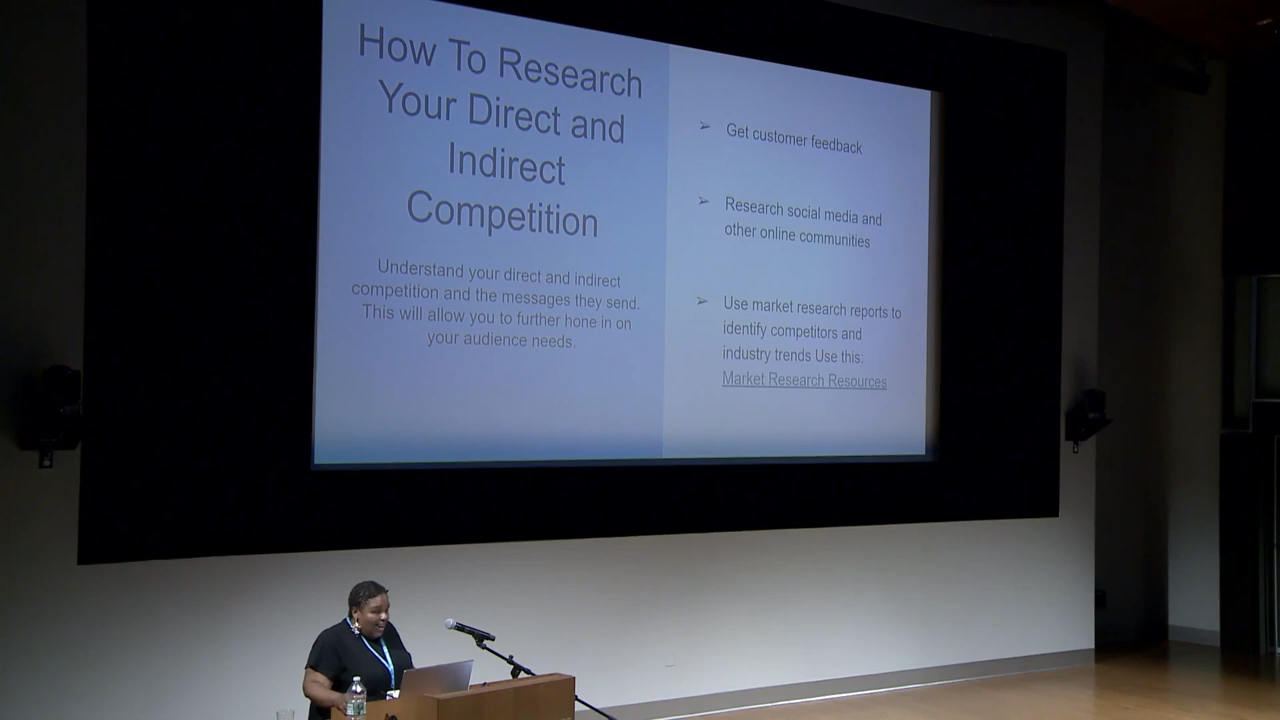 How To Research
Your Direct and
Indirect
Competition
Understand your direct and indirect
competition and the messages they send.
This will allow you to further hone in on
your audience needs.
➢ Get customer feedback
➢ Research social media and
other online communities
➢ Use market research reports to
identify competitors and
industry trends Use this:
Market Research Resources